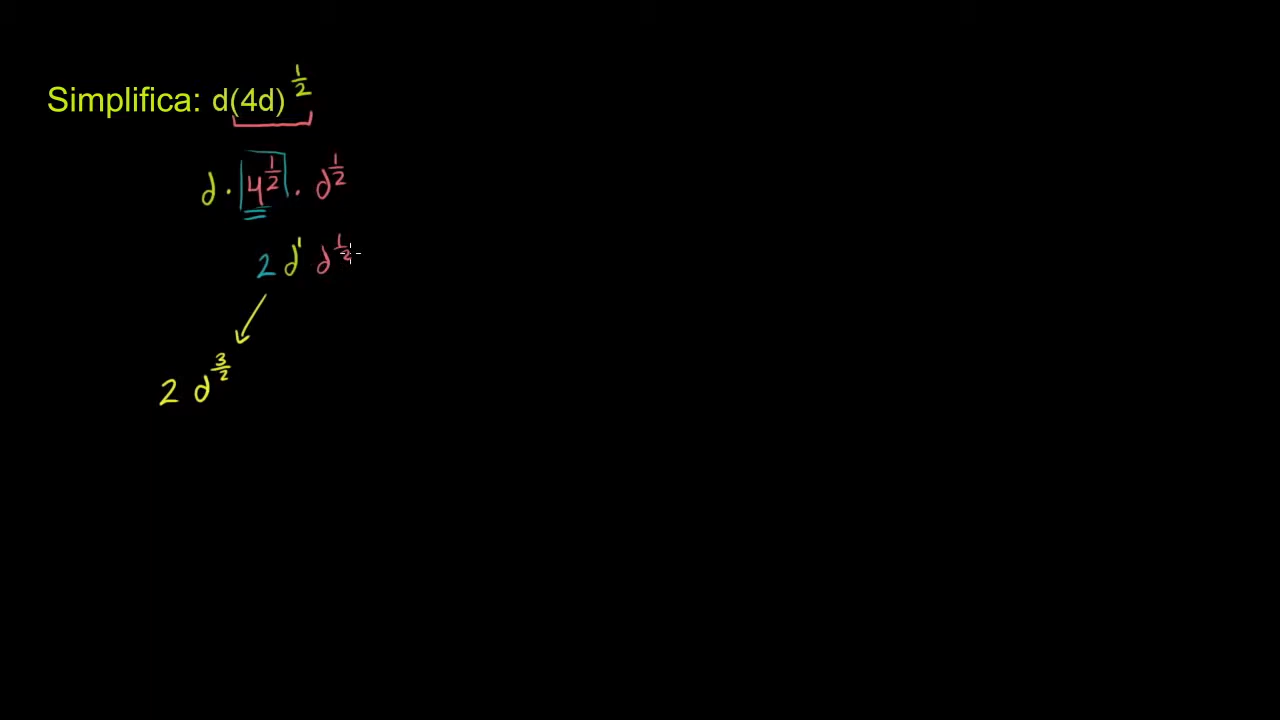 Simplifica: d(4d)^{1/2}
d · 4^{1/2} · d^{1/2}
2 d^1 d^{1/2}
2 d^{3/2}